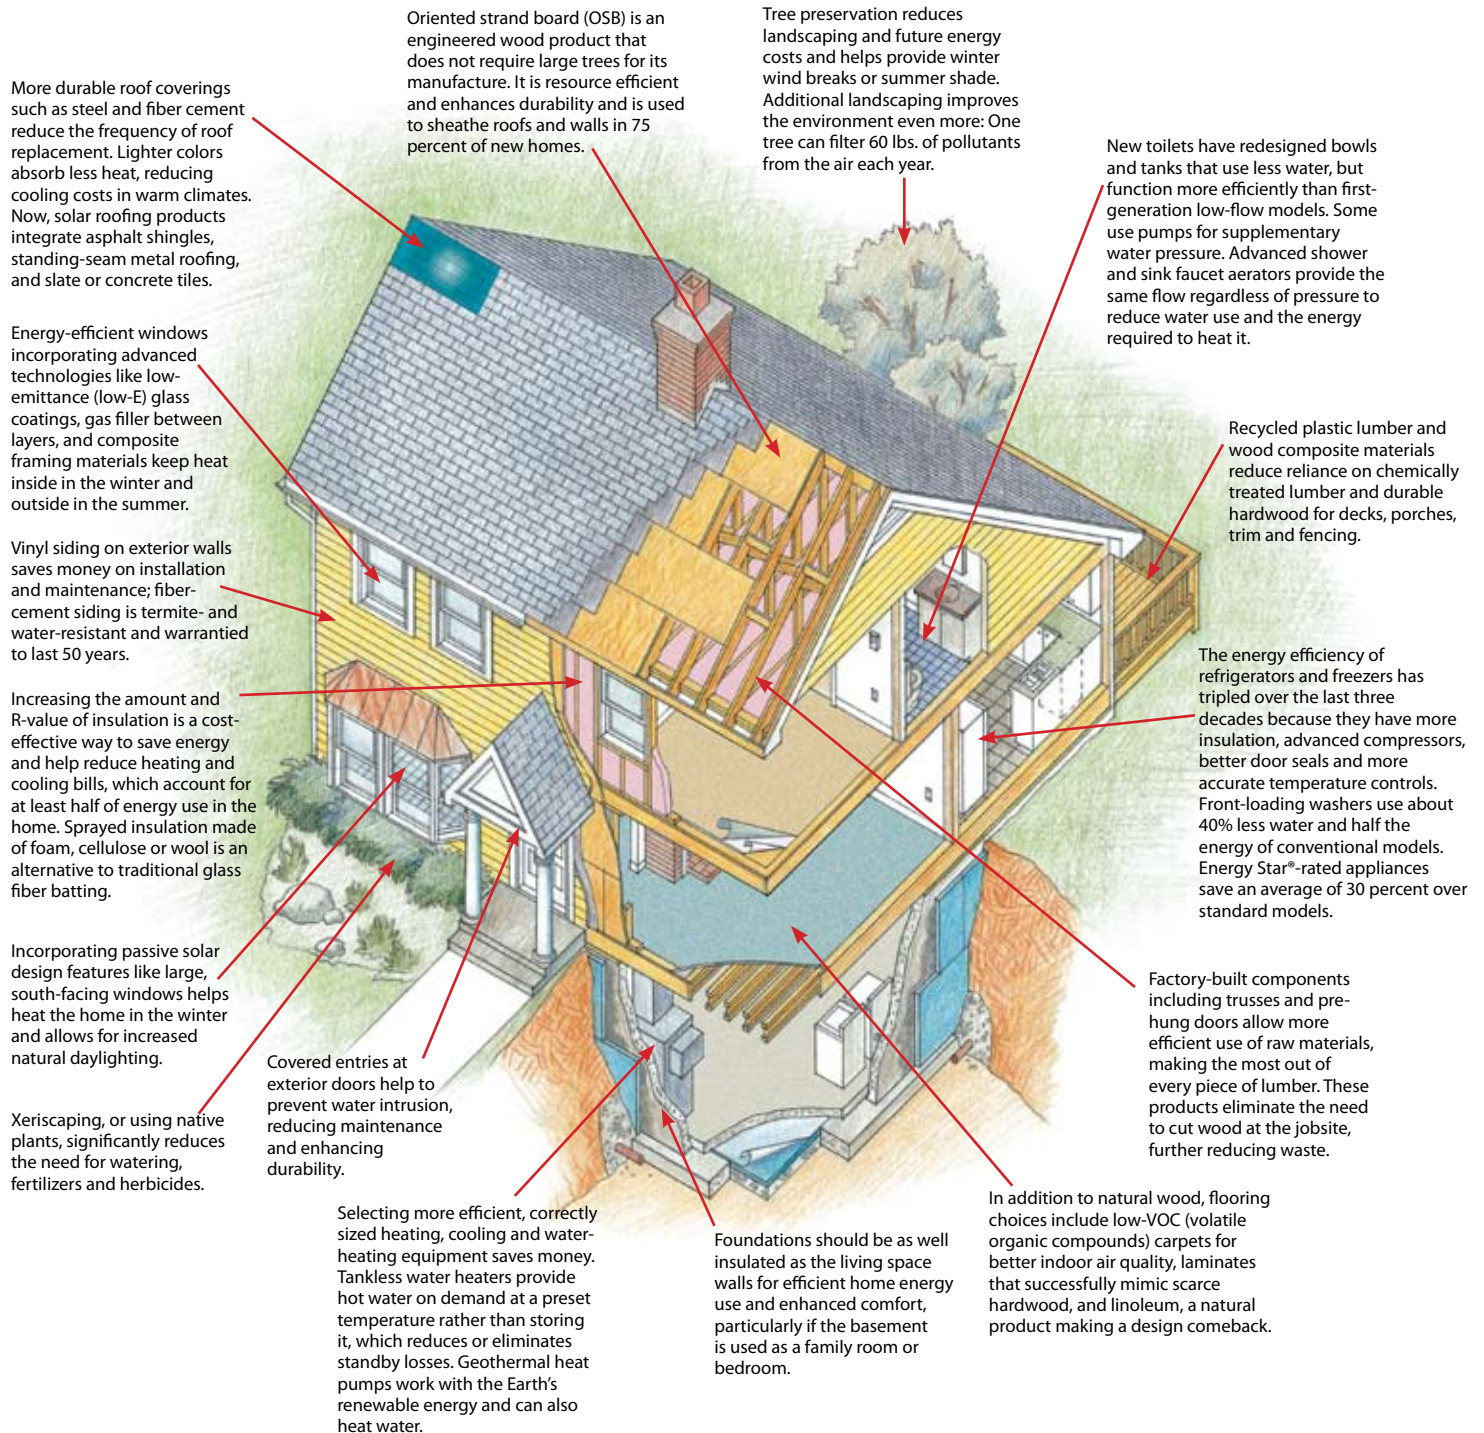 Oriented strand board (OSB) is an
engineered wood product that
does not require large trees for its
manufacture. It is resource efficient
and enhances durability and is used
to sheathe roofs and walls in 75
percent of new homes.
Tree preservation reduces
landscaping and future energy
costs and helps provide winter
wind breaks or summer shade.
Additional landscaping improves
the environment even more: One
tree can filter 60 lbs. of pollutants
from the air each year.
More durable roof coverings
such as steel and fiber cement
reduce the frequency of roof
replacement. Lighter colors
absorb less heat, reducing
cooling costs in warm climates.
Now, solar roofing products
integrate asphalt shingles,
standing-seam metal roofing,
and slate or concrete tiles.
New toilets have redesigned bowls
and tanks that use less water, but
function more efficiently than first-
generation low-flow models. Some
use pumps for supplementary
water pressure. Advanced shower
and sink faucet aerators provide the
same flow regardless of pressure to
reduce water use and the energy
required to heat it.
Energy-efficient windows
incorporating advanced
technologies like low-
emittance (low-E) glass
coatings, gas filler between
layers, and composite
framing materials keep heat
inside in the winter and
outside in the summer.
Recycled plastic lumber and
wood composite materials
reduce reliance on chemically
treated lumber and durable
hardwood for decks, porches,
trim and fencing.
Vinyl siding on exterior walls
saves money on installation
and maintenance; fiber-
cement siding is termite- and
water-resistant and warrantied
to last 50 years.
The energy efficiency of
refrigerators and freezers has
tripled over the last three
decades because they have more
insulation, advanced compressors,
better door seals and more
accurate temperature controls.
Front-loading washers use about
40% less water and half the
energy of conventional models.
Energy Star®-rated appliances
save an average of 30 percent over
standard models.
Increasing the amount and
R-value of insulation is a cost-
effective way to save energy
and help reduce heating and
cooling bills, which account for
at least half of energy use in the
home. Sprayed insulation made
of foam, cellulose or wool is an
alternative to traditional glass
fiber batting.
Incorporating passive solar
design features like large,
south-facing windows helps
heat the home in the winter
and allows for increased
natural daylighting.
Factory-built components
including trusses and pre-
hung doors allow more
efficient use of raw materials,
making the most out of
every piece of lumber. These
products eliminate the need
to cut wood at the jobsite,
further reducing waste.
Covered entries at
exterior doors help to
prevent water intrusion,
reducing maintenance
and enhancing
durability.
Xeriscaping, or using native
plants, significantly reduces
the need for watering,
fertilizers and herbicides.
Selecting more efficient, correctly
sized heating, cooling and water-
heating equipment saves money.
Tankless water heaters provide
hot water on demand at a preset
temperature rather than storing
it, which reduces or eliminates
standby losses. Geothermal heat
pumps work with the Earth's
renewable energy and can also
heat water.
Foundations should be as well
insulated as the living space
walls for efficient home energy
use and enhanced comfort,
particularly if the basement
is used as a family room or
bedroom.
In addition to natural wood, flooring
choices include low-VOC (volatile
organic compounds) carpets for
better indoor air quality, laminates
that successfully mimic scarce
hardwood, and linoleum, a natural
product making a design comeback.